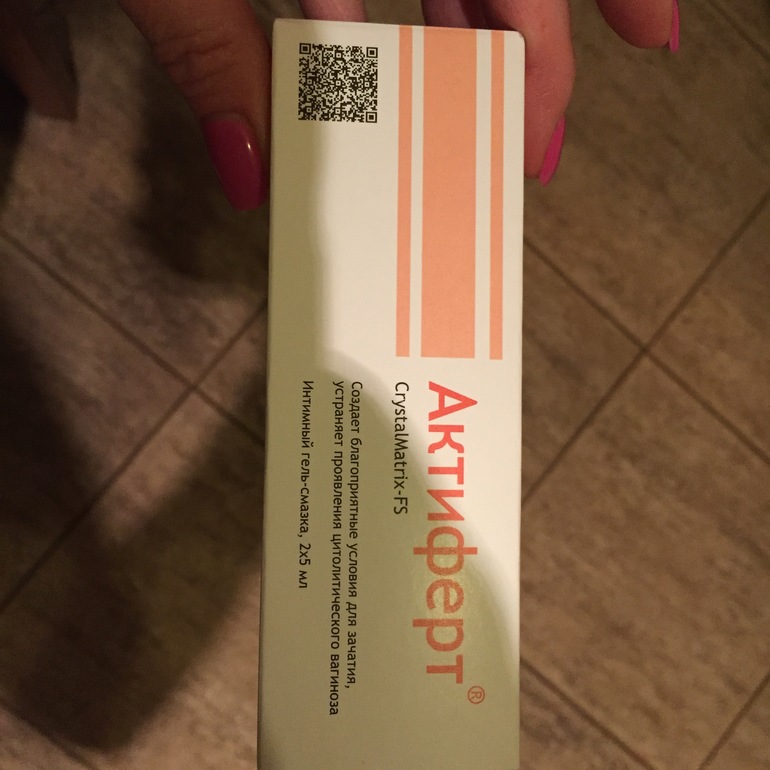 Актиферт®
CrystalMatrix-FS
Создает благоприятные условия для зачатия,
устраняет проявления цитолитического вагиноза
Интимный гель-смазка, 2х5 мл